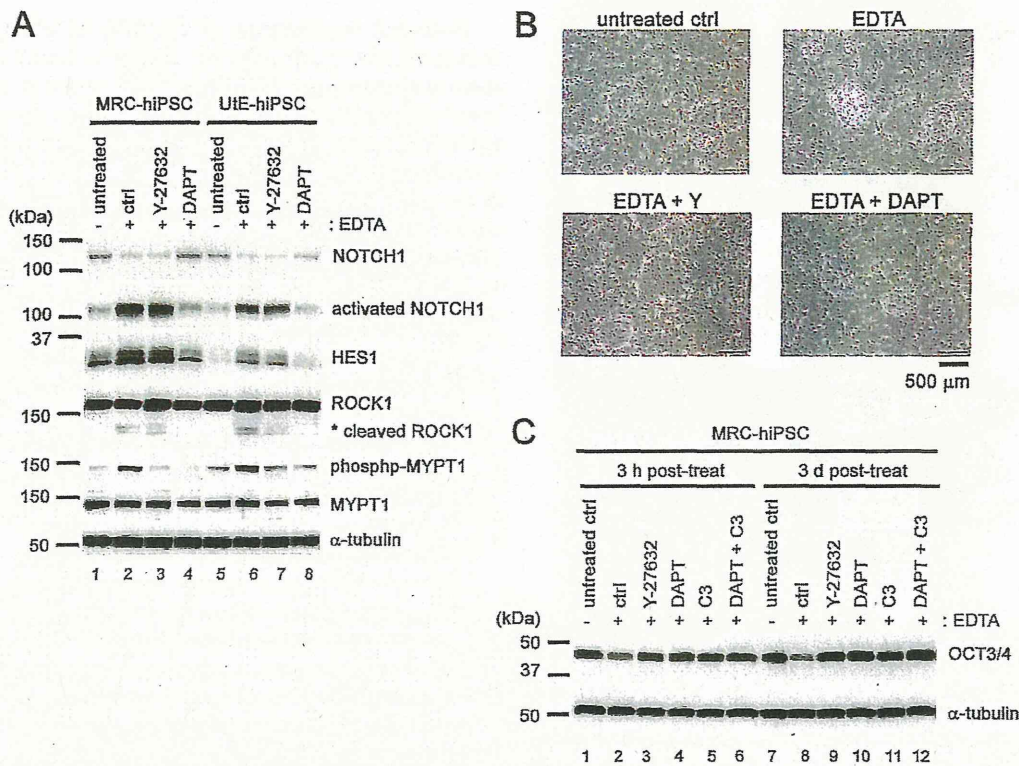 A
MRC-hiPSC UtE-hiPSC
untreated ctrl Y-27632 DAPT untreated ctrl Y-27632 DAPT
(kDa) - + + + - + + + : EDTA
150
NOTCH1
100
activated NOTCH1
100
37
HES1
ROCK1
150
* cleaved ROCK1
150 phosphp-MYPT1
150 MYPT1
50 α-tubulin
1 2 3 4 5 6 7 8
B
untreated ctrl EDTA
EDTA + Y EDTA + DAPT
500 μm
C
MRC-hiPSC
3 h post-treat 3 d post-treat
untreated ctrl ctrl Y-27632 DAPT C3 DAPT + C3 untreated ctrl ctrl Y-27632 DAPT C3 DAPT + C3
(kDa) - + + + + + - + + + + + : EDTA
50
OCT3/4
37
50 α-tubulin
1 2 3 4 5 6 7 8 9 10 11 12